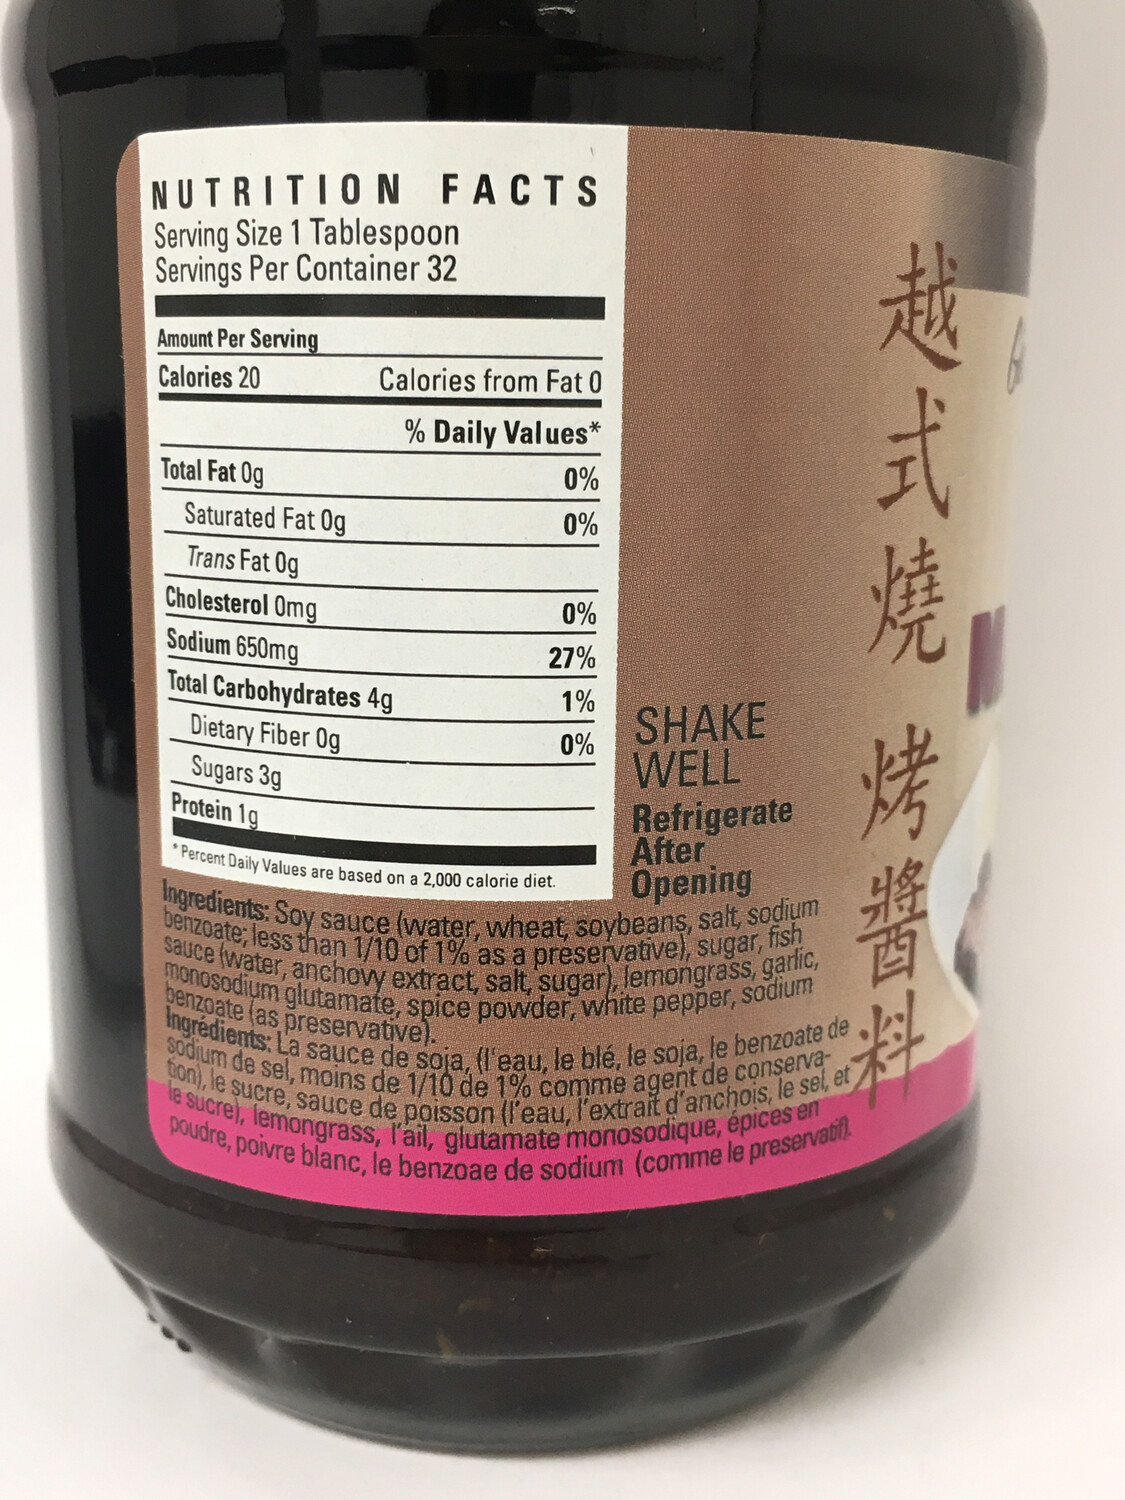 NUTRITION FACTS
Serving Size 1 Tablespoon
Servings Per Container 32
Amount Per Serving
Calories 20 Calories from Fat 0
% Daily Values*
Total Fat 0g 0%
Saturated Fat 0g 0%
Trans Fat 0g
Cholesterol 0mg 0%
Sodium 650mg 27%
Total Carbohydrates 4g 1%
Dietary Fiber 0g 0%
Sugars 3g
Protein 1g
*Percent Daily Values are based on a 2,000 calorie diet.
SHAKE
WELL
Refrigerate
After
Opening
Ingredients: Soy sauce (water, wheat, soybeans, salt, sodium
benzoate; less than 1/10 of 1% as a preservative), sugar, fish
sauce (water, anchovy extract, salt, sugar), lemongrass, garlic,
monosodium glutamate, spice powder, white pepper, sodium
benzoate (as preservative).
Ingrédients: La sauce de soja, (l'eau, le blé, le soja, le benzoate de
sodium de sel, moins de 1/10 de 1% comme agent de conserva-
tion), le sucre, sauce de poisson (l'eau, l'extrait d'anchois, le sel, et
le sucre), lemongrass, l'ail, glutamate monosodique, épices en
poudre, poivre blanc, le benzoae de sodium (comme le preservatif).
越式燒烤醬料